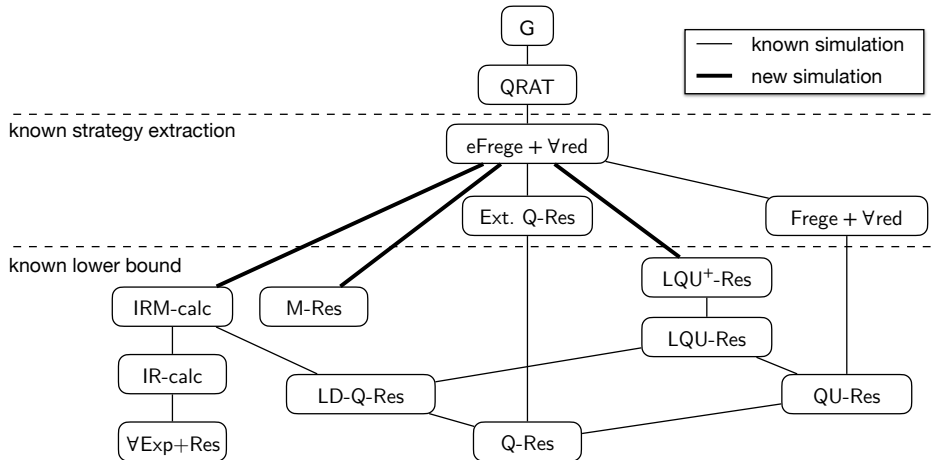 G
known simulation
new simulation
QRAT
known strategy extraction
eFrege + ∀red
Ext. Q-Res
Frege + ∀red
known lower bound
IRM-calc
M-Res
LQU⁺-Res
LQU-Res
IR-calc
LD-Q-Res
QU-Res
∀Exp+Res
Q-Res